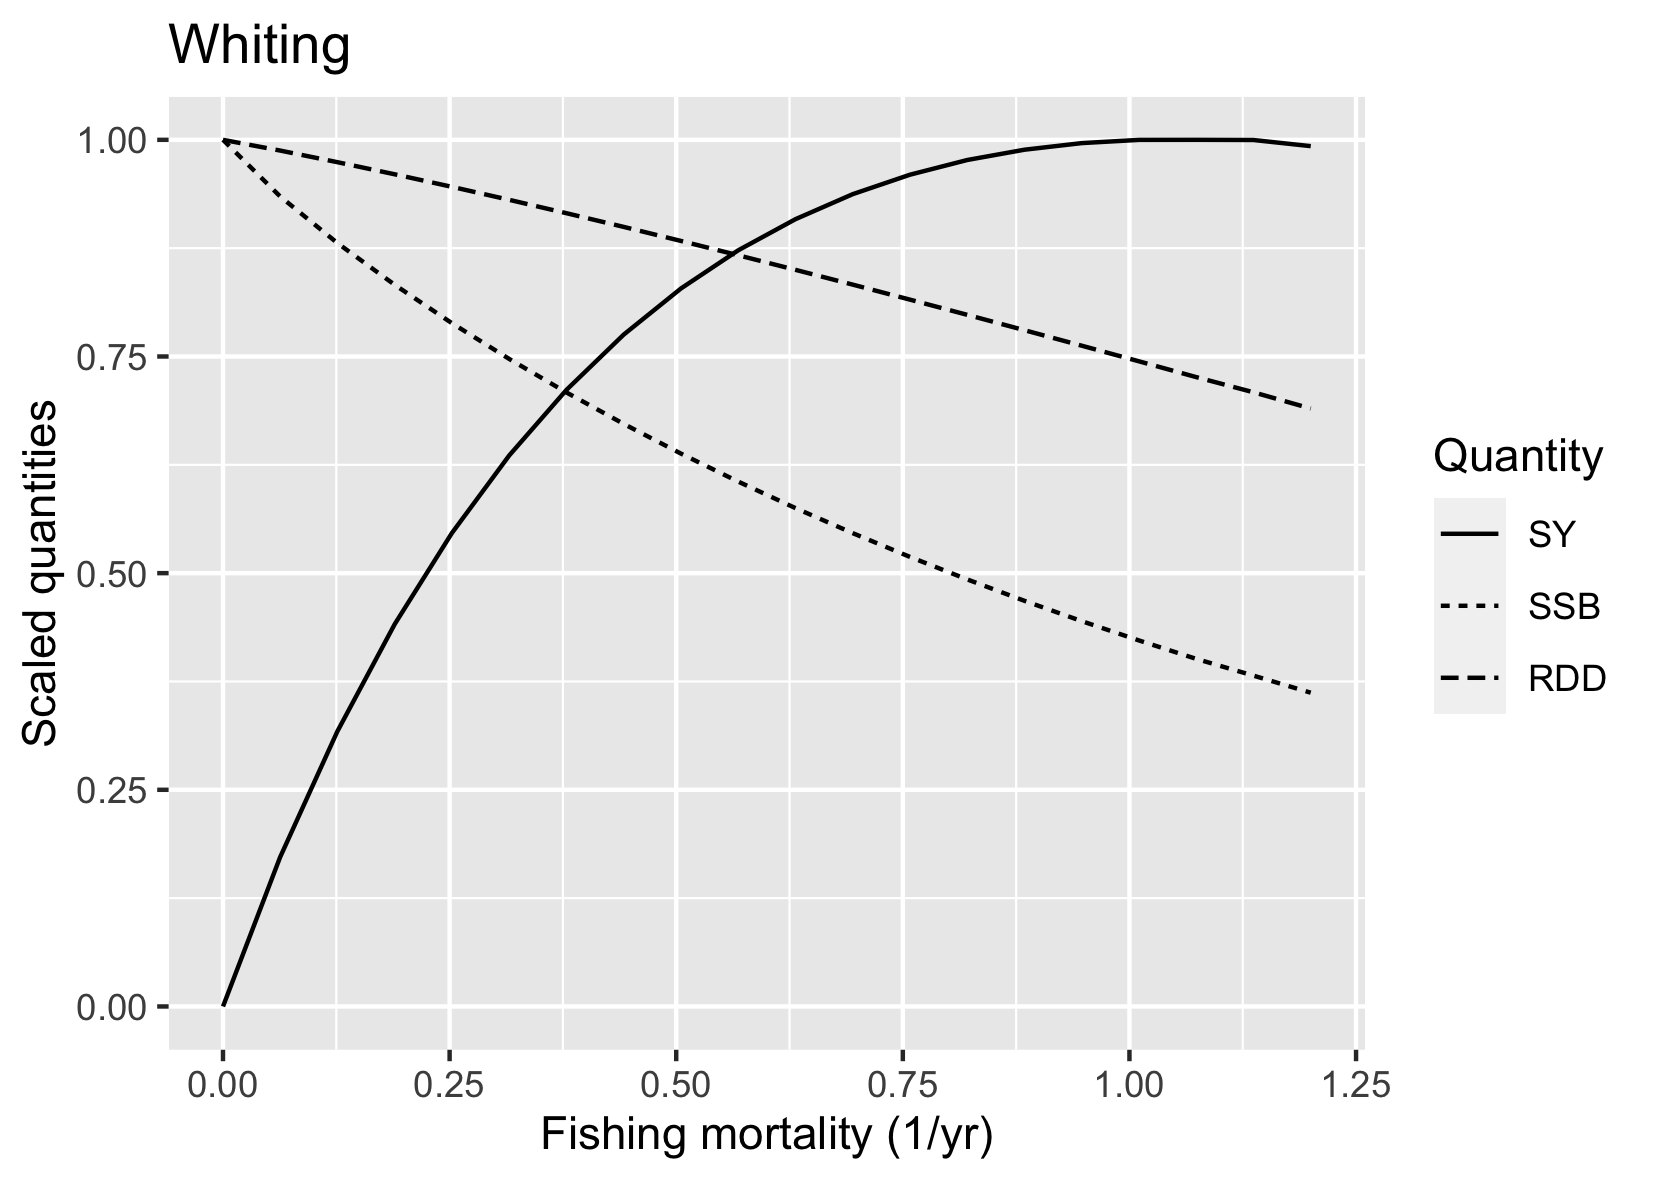 Whiting
1.00
0.75
0.50
0.25
0.00
Scaled quantities
0.00 0.25 0.50 0.75 1.00 1.25
Fishing mortality (1/yr)
Quantity
SY
SSB
RDD